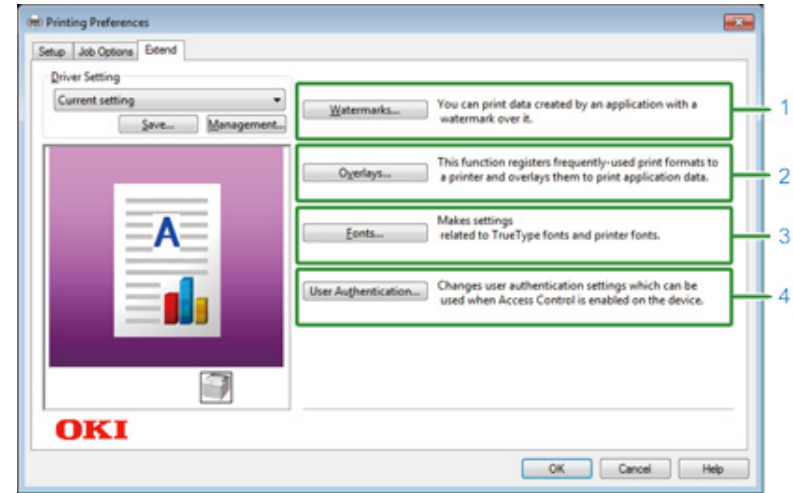 Printing Preferences
Setup Job Options Extend
Driver Setting
Current setting
Save... Management...
A
OKI
Watermarks... You can print data created by an application with a
watermark over it.
1
Overlays... This function registers frequently-used print formats to
a printer and overlays them to print application data.
2
Fonts... Makes settings
related to TrueType fonts and printer fonts.
3
User Authentication... Changes user authentication settings which can be
used when Access Control is enabled on the device.
4
OK Cancel Help